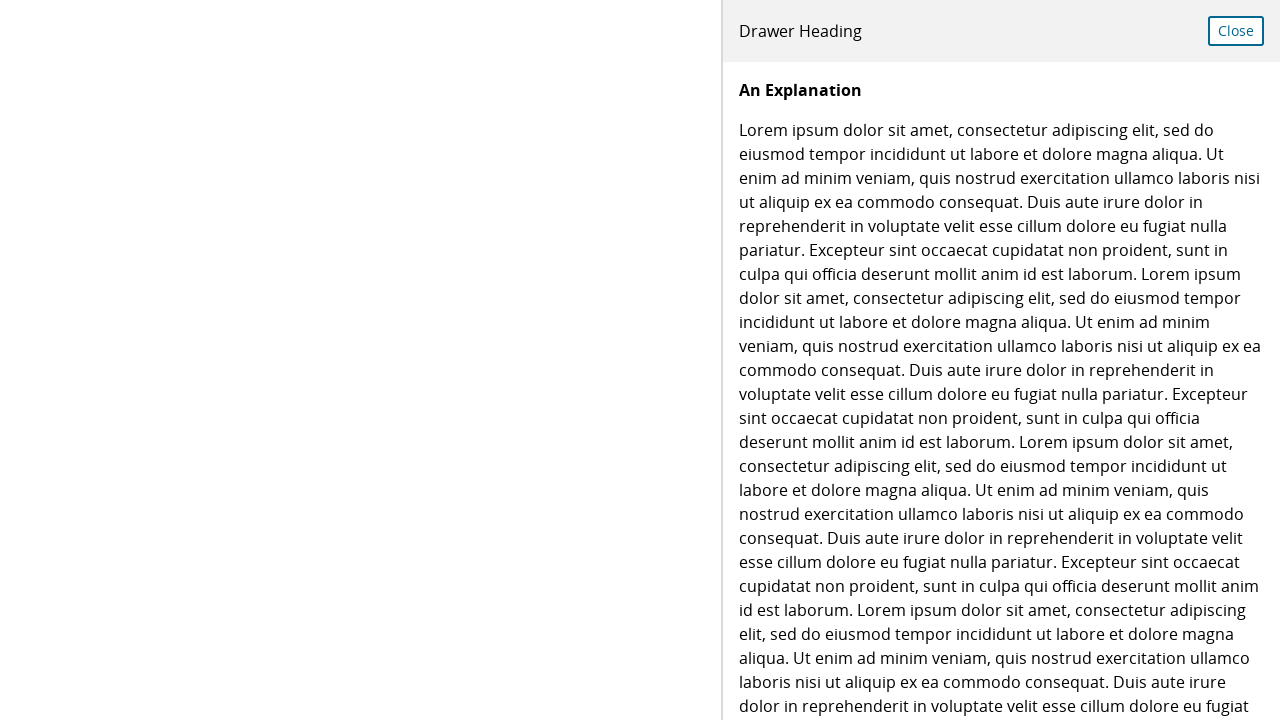 Drawer Heading
Close
An Explanation
Lorem ipsum dolor sit amet, consectetur adipiscing elit, sed do
eiusmod tempor incididunt ut labore et dolore magna aliqua. Ut
enim ad minim veniam, quis nostrud exercitation ullamco laboris nisi
ut aliquip ex ea commodo consequat. Duis aute irure dolor in
reprehenderit in voluptate velit esse cillum dolore eu fugiat nulla
pariatur. Excepteur sint occaecat cupidatat non proident, sunt in
culpa qui officia deserunt mollit anim id est laborum. Lorem ipsum
dolor sit amet, consectetur adipiscing elit, sed do eiusmod tempor
incididunt ut labore et dolore magna aliqua. Ut enim ad minim
veniam, quis nostrud exercitation ullamco laboris nisi ut aliquip ex ea
commodo consequat. Duis aute irure dolor in reprehenderit in
voluptate velit esse cillum dolore eu fugiat nulla pariatur. Excepteur
sint occaecat cupidatat non proident, sunt in culpa qui officia
deserunt mollit anim id est laborum. Lorem ipsum dolor sit amet,
consectetur adipiscing elit, sed do eiusmod tempor incididunt ut
labore et dolore magna aliqua. Ut enim ad minim veniam, quis
nostrud exercitation ullamco laboris nisi ut aliquip ex ea commodo
consequat. Duis aute irure dolor in reprehenderit in voluptate velit
esse cillum dolore eu fugiat nulla pariatur. Excepteur sint occaecat
cupidatat non proident, sunt in culpa qui officia deserunt mollit anim
id est laborum. Lorem ipsum dolor sit amet, consectetur adipiscing
elit, sed do eiusmod tempor incididunt ut labore et dolore magna
aliqua. Ut enim ad minim veniam, quis nostrud exercitation ullamco
laboris nisi ut aliquip ex ea commodo consequat. Duis aute irure
dolor in reprehenderit in voluptate velit esse cillum dolore eu fugiat